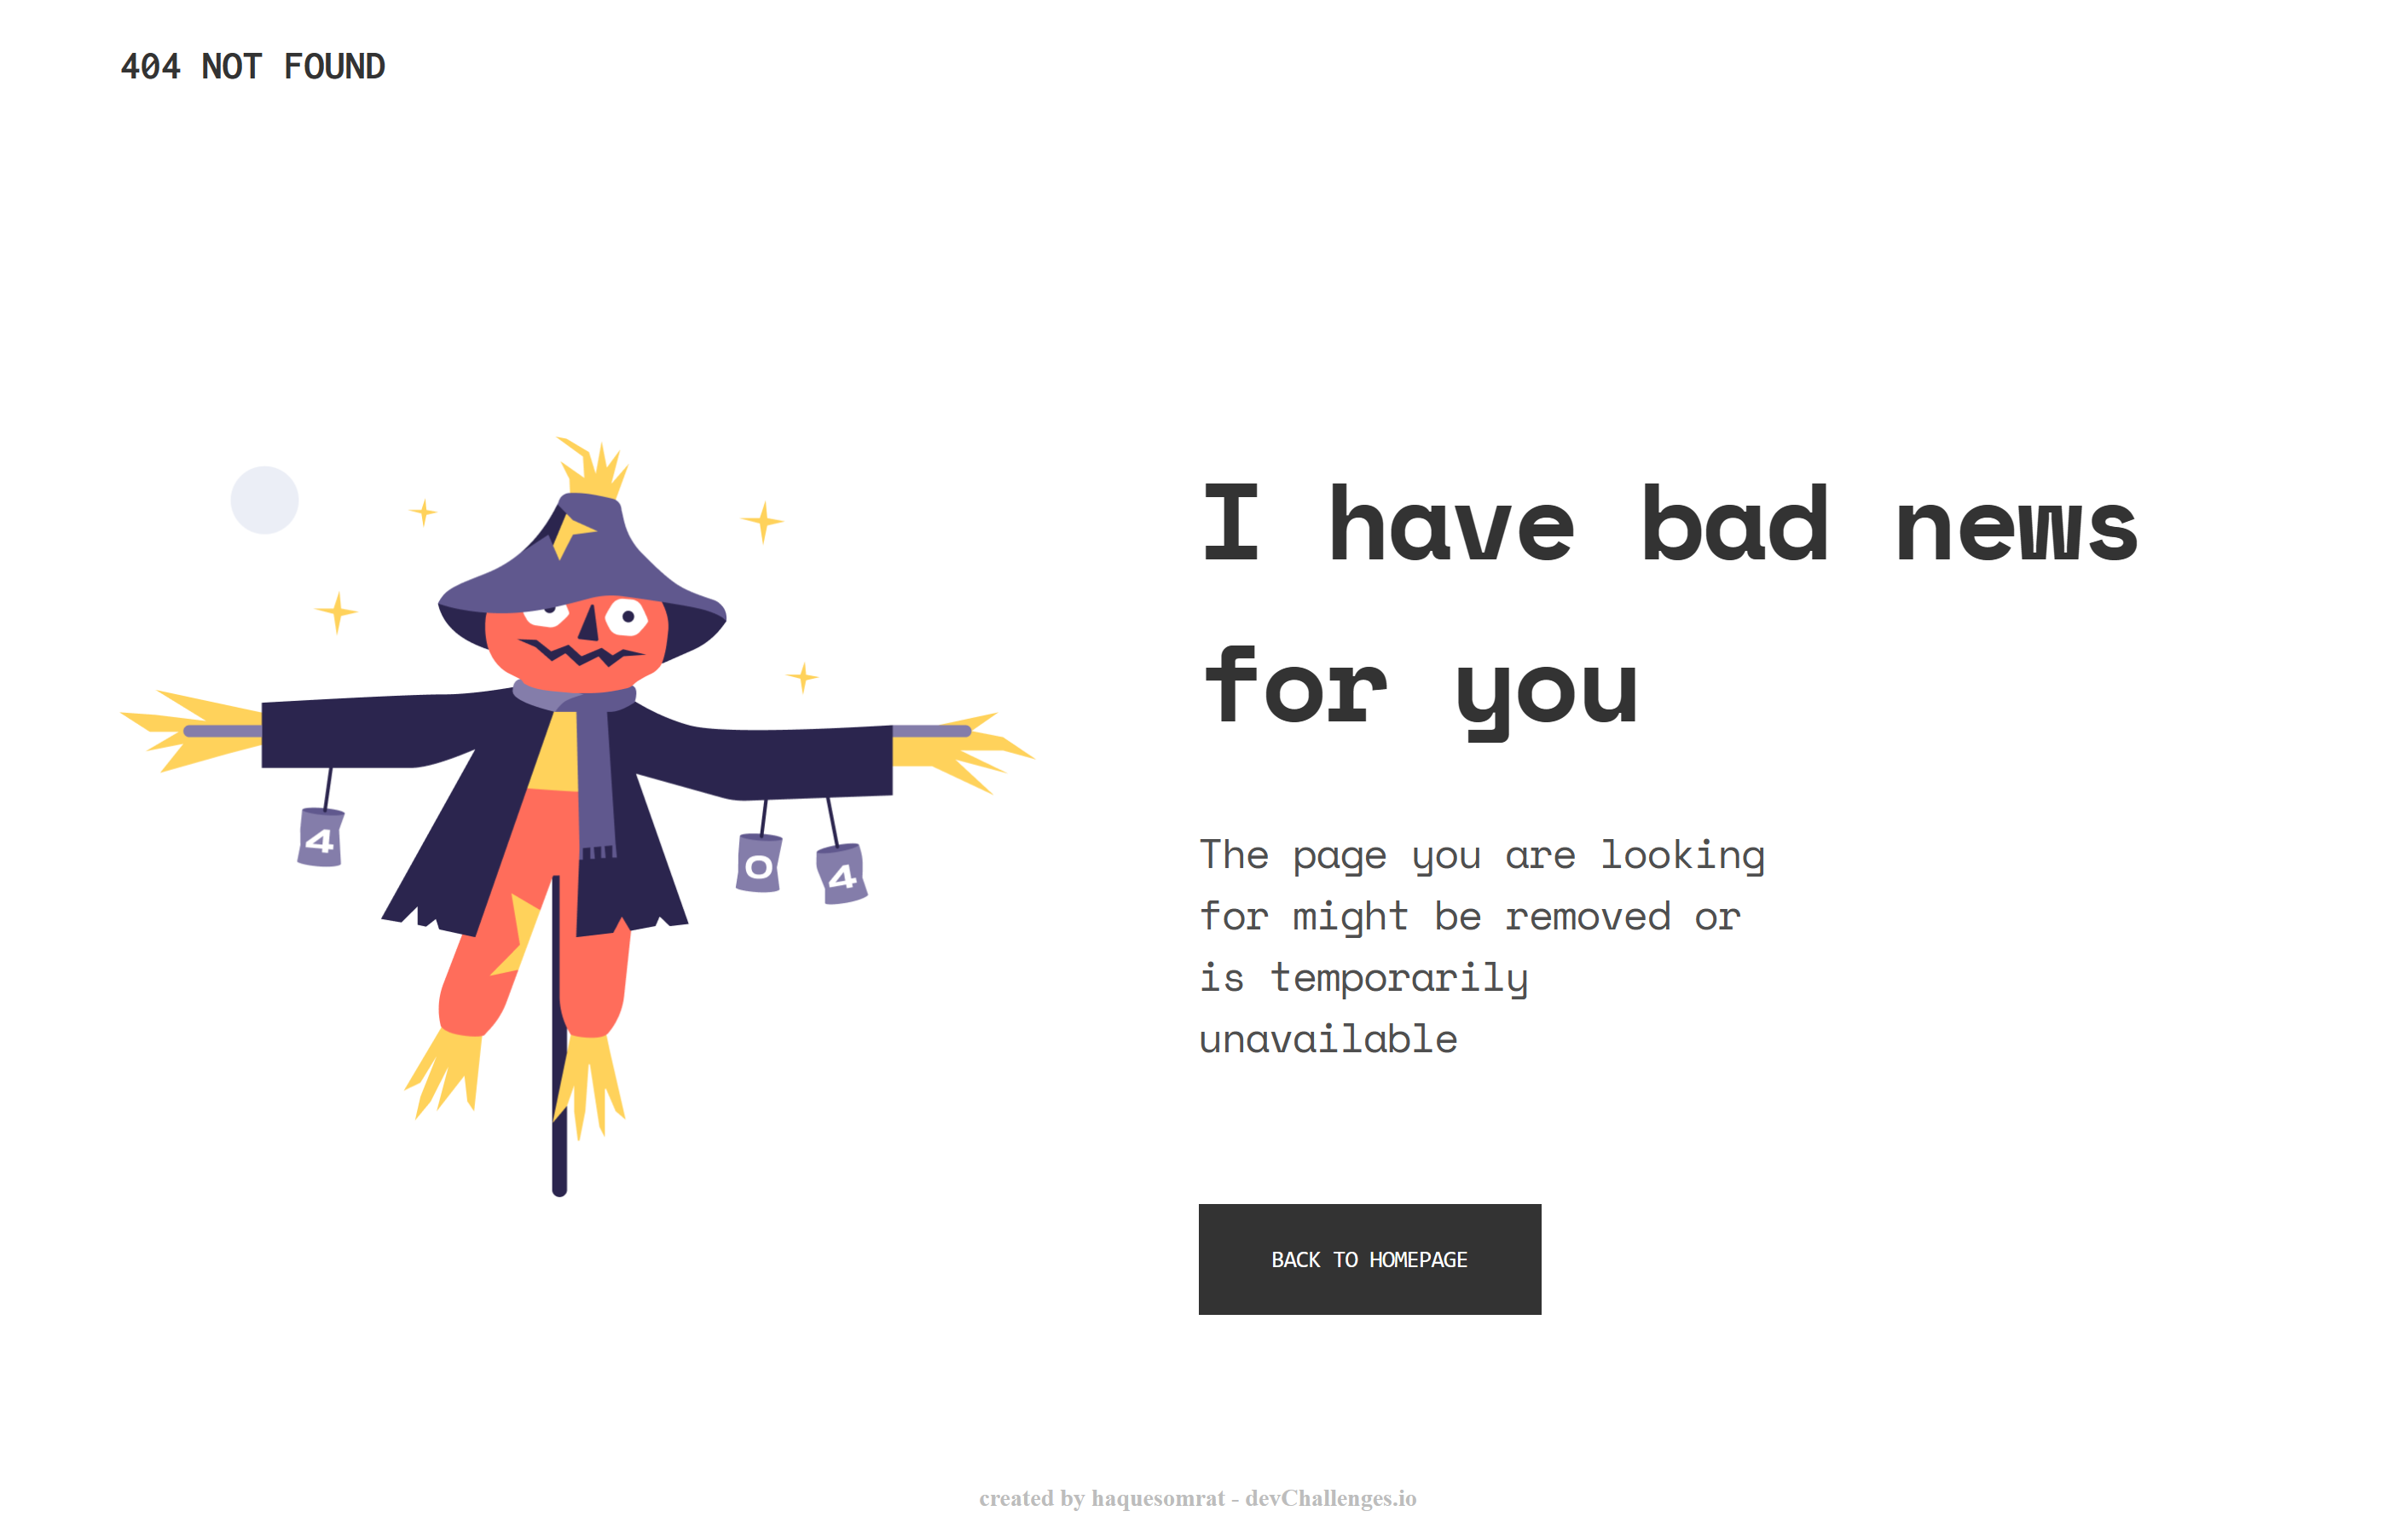 404 NOT FOUND
I have bad news
for you
4
0
4
The page you are looking
for might be removed or
is temporarily
unavailable
BACK TO HOMEPAGE
created by haquesomrat - devChallenges.io